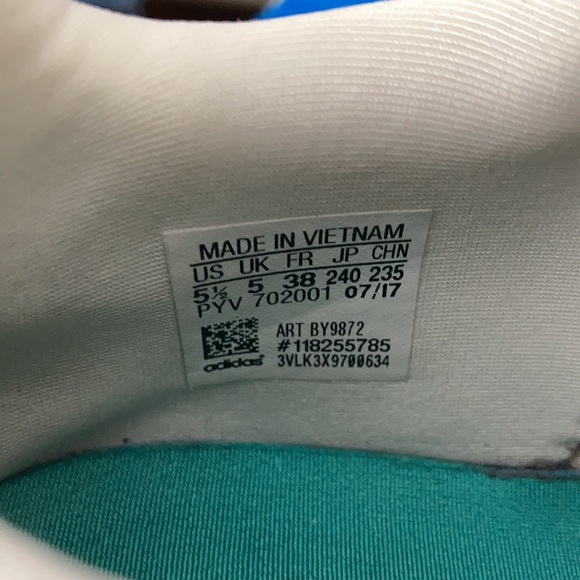 MADE IN VIETNAM
US UK FR JP CHN
5½ 5 38 240 235
PYV 702001 07/17
ART BY9872
#118255785
adidas® 3VLK3X9700634